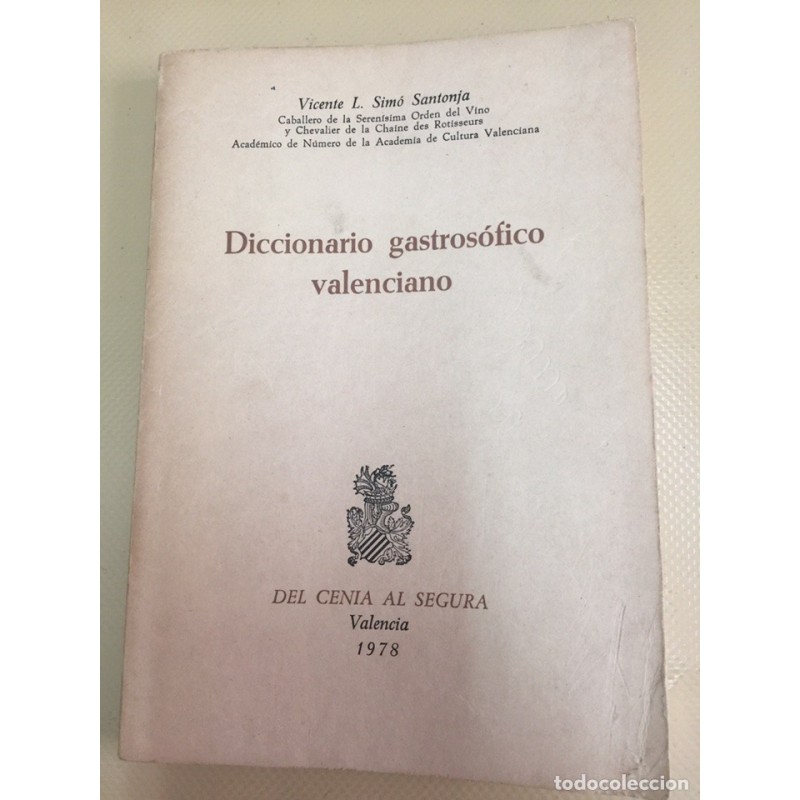 Vicente L. Simó Santonja
Caballero de la Serenísima Orden del Vino
y Chevalier de la Chaine des Rotisseurs
Académico de Número de la Academia de Cultura Valenciana
Diccionario gastrosófico
valenciano
DEL CENIA AL SEGURA
Valencia
1978
todocoleccion